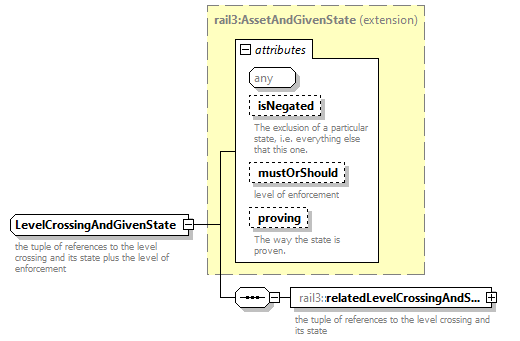 rail3:AssetAndGivenState (extension)
attributes
any
isNegated
The exclusion of a particular
state, i.e. everything else
that this one.
mustOrShould
level of enforcement
proving
The way the state is
proven.
LevelCrossingAndGivenState
the tuple of references to the level
crossing and its state plus the level of
enforcement
rail3::relatedLevelCrossingAndS...
the tuple of references to the level crossing and
its state